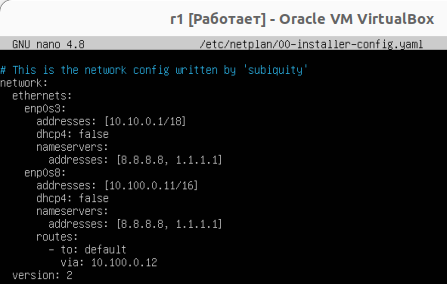 r1 [Работает] - Oracle VM VirtualBox
GNU nano 4.8 /etc/netplan/00-installer-config.yaml
# This is the network config written by 'subiquity'
network:
  ethernets:
    enp0s3:
      addresses: [10.10.0.1/18]
      dhcp4: false
      nameservers:
        addresses: [8.8.8.8, 1.1.1.1]
    enp0s8:
      addresses: [10.100.0.11/16]
      dhcp4: false
      nameservers:
        addresses: [8.8.8.8, 1.1.1.1]
      routes:
        - to: default
          via: 10.100.0.12
  version: 2